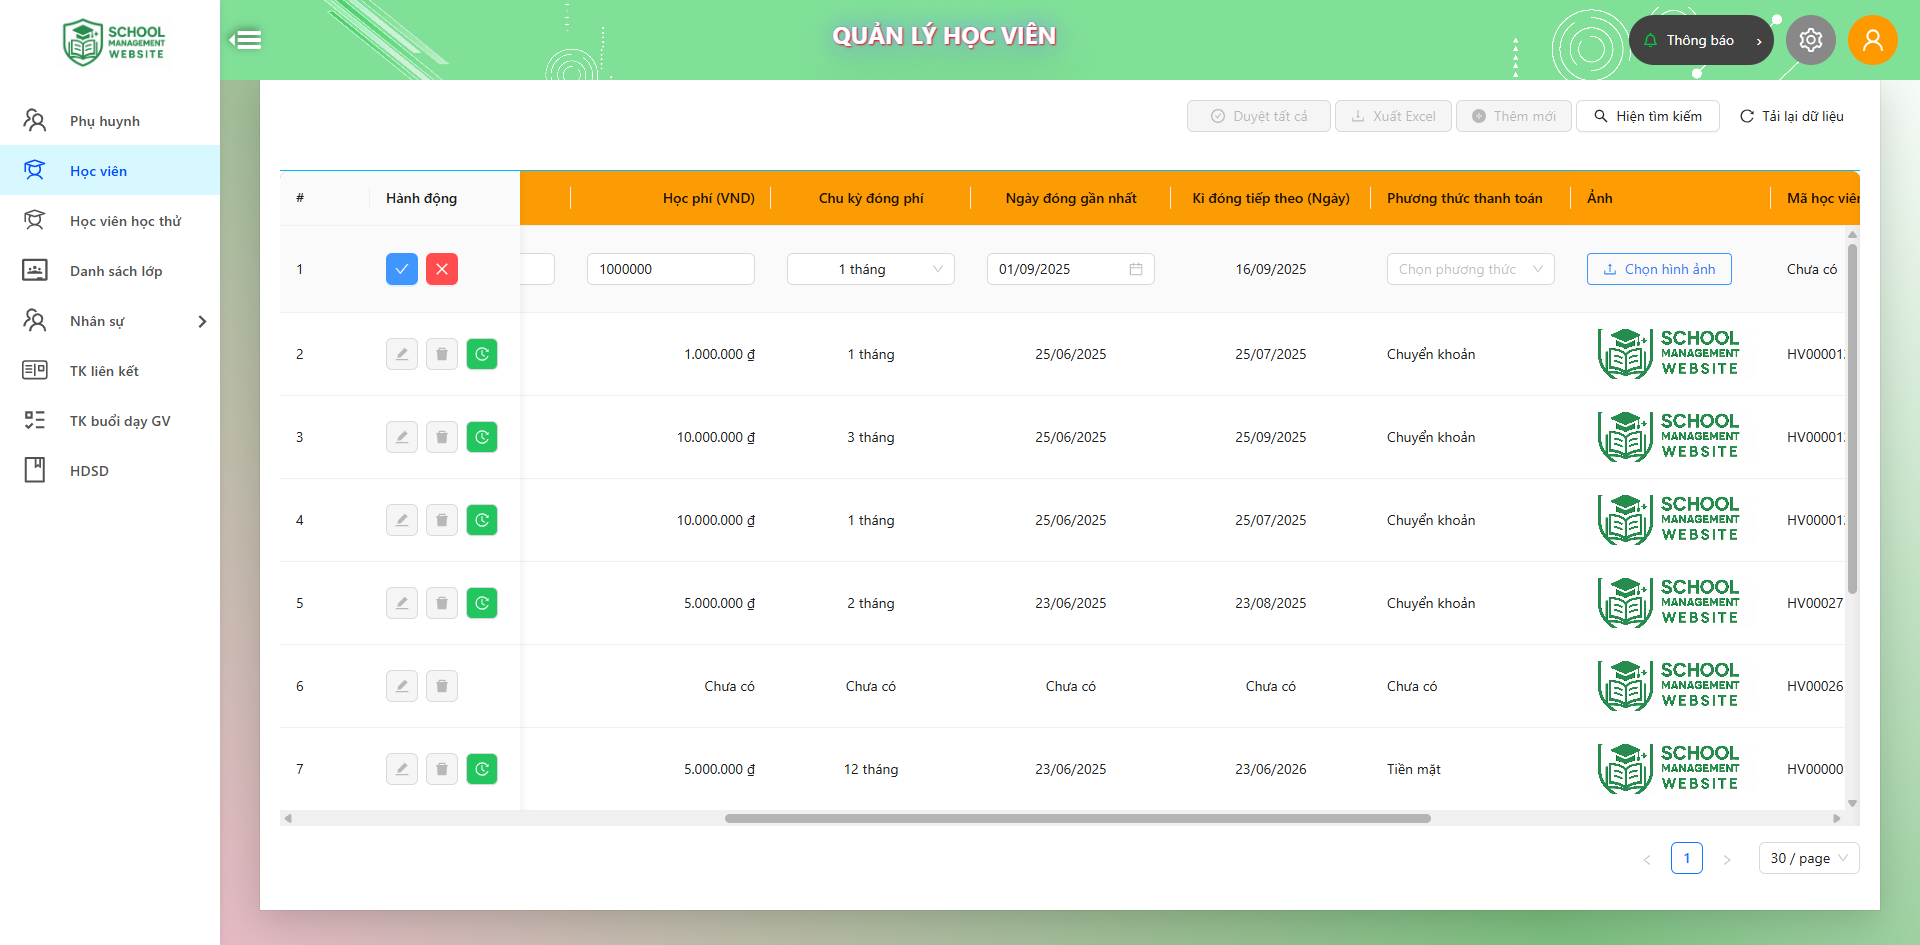 SCHOOL
MANAGEMENT
WEBSITE
QUẢN LÝ HỌC VIÊN
Thông báo
Phụ huynh
Học viên
Học viên học thử
Danh sách lớp
Nhân sự
TK liên kết
TK buổi dạy GV
HDSD
Duyệt tất cả
Xuất Excel
Thêm mới
Hiện tìm kiếm
Tải lại dữ liệu
# Hành động Học phí (VND) Chu kỳ đóng phí Ngày đóng gần nhất Kì đóng tiếp theo (Ngày) Phương thức thanh toán Ảnh Mã học viên
1 1000000 1 tháng 01/09/2025 16/09/2025 Chọn phương thức Chọn hình ảnh Chưa có
2 1.000.000 ₫ 1 tháng 25/06/2025 25/07/2025 Chuyển khoản SCHOOL MANAGEMENT WEBSITE HV00001
3 10.000.000 ₫ 3 tháng 25/06/2025 25/09/2025 Chuyển khoản SCHOOL MANAGEMENT WEBSITE HV00001
4 10.000.000 ₫ 1 tháng 25/06/2025 25/07/2025 Chuyển khoản SCHOOL MANAGEMENT WEBSITE HV00001
5 5.000.000 ₫ 2 tháng 23/06/2025 23/08/2025 Chuyển khoản SCHOOL MANAGEMENT WEBSITE HV00027
6 Chưa có Chưa có Chưa có Chưa có Chưa có SCHOOL MANAGEMENT WEBSITE HV00026
7 5.000.000 ₫ 12 tháng 23/06/2025 23/06/2026 Tiền mặt SCHOOL MANAGEMENT WEBSITE HV00000
1
30 / page